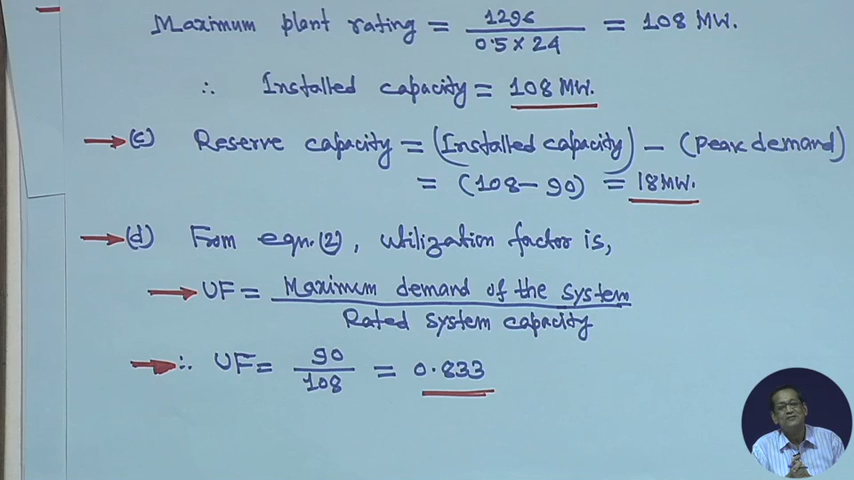 Maximum plant rating = 1296 / 0.5 × 24 = 108 MW.
∴ Installed capacity = 108 MW.
(c) Reserve capacity = (Installed capacity) − (Peak demand)
= (108 − 90) = 18 MW.
(d) From eqn.(2), utilization factor is,
UF = Maximum demand of the system / Rated system capacity
∴ UF = 90 / 108 = 0.833